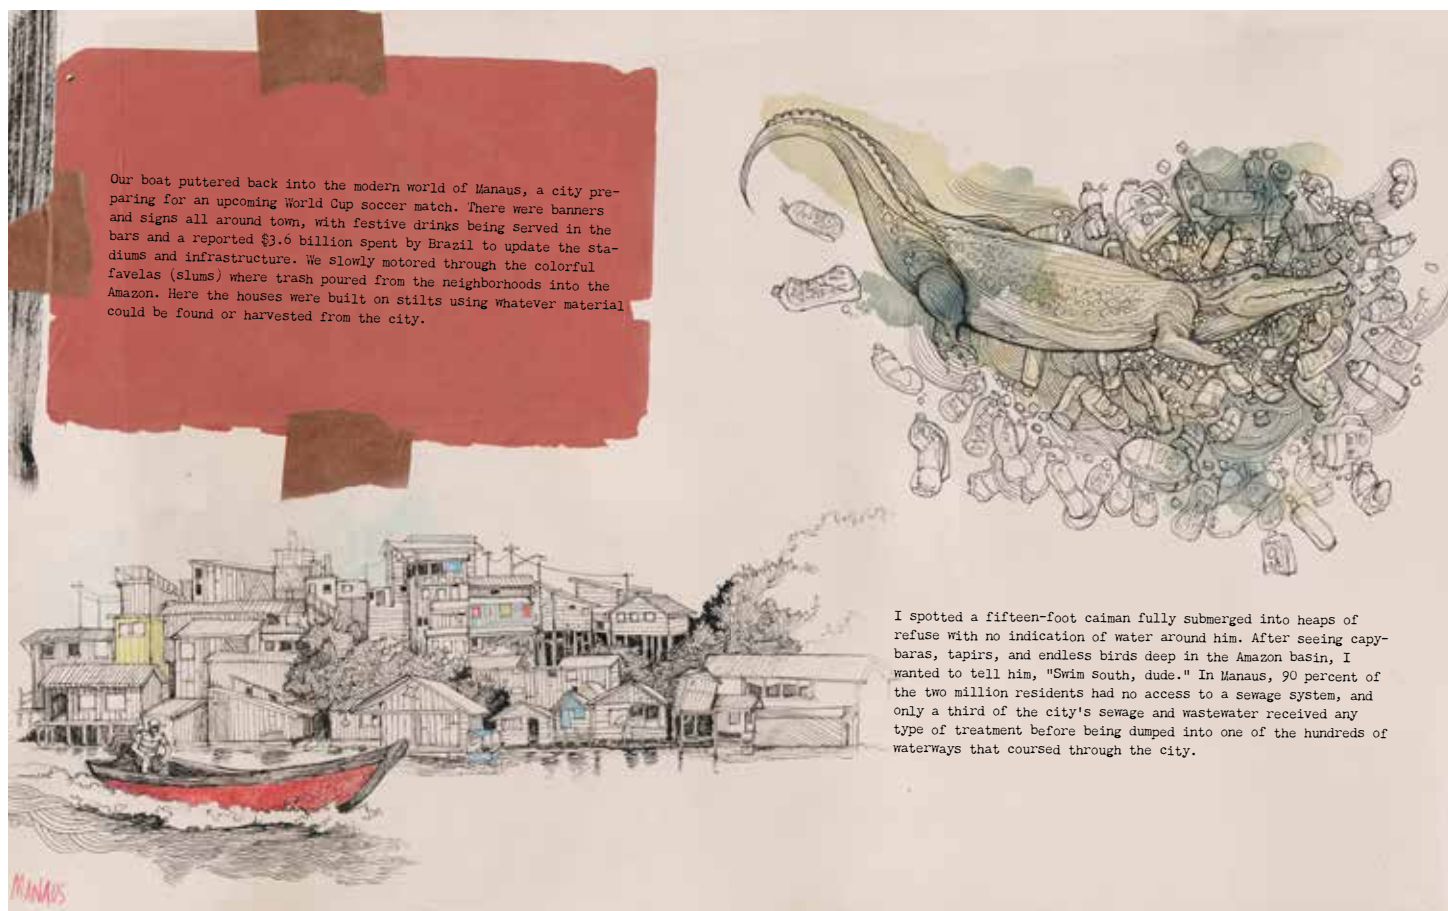 Our boat puttered back into the modern world of Manaus, a city pre-
paring for an upcoming World Cup soccer match. There were banners
and signs all around town, with festive drinks being served in the
bars and a reported $3.6 billion spent by Brazil to update the sta-
diums and infrastructure. We slowly motored through the colorful
favelas (slums) where trash poured from the neighborhoods into the
Amazon. Here the houses were built on stilts using whatever material
could be found or harvested from the city.
I spotted a fifteen-foot caiman fully submerged into heaps of
refuse with no indication of water around him. After seeing capy-
baras, tapirs, and endless birds deep in the Amazon basin, I
wanted to tell him, "Swim south, dude." In Manaus, 90 percent of
the two million residents had no access to a sewage system, and
only a third of the city's sewage and wastewater received any
type of treatment before being dumped into one of the hundreds of
waterways that coursed through the city.
MANAUS